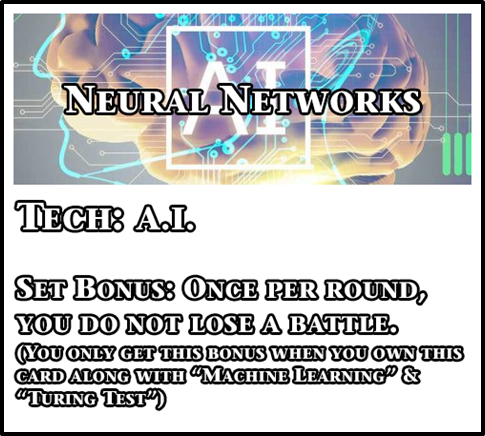 AI
Neural Networks
Tech: A.I.
Set Bonus: Once per round,
you do not lose a battle.
(You only get this bonus when you own this
card along with “Machine Learning” &
“Turing Test”)